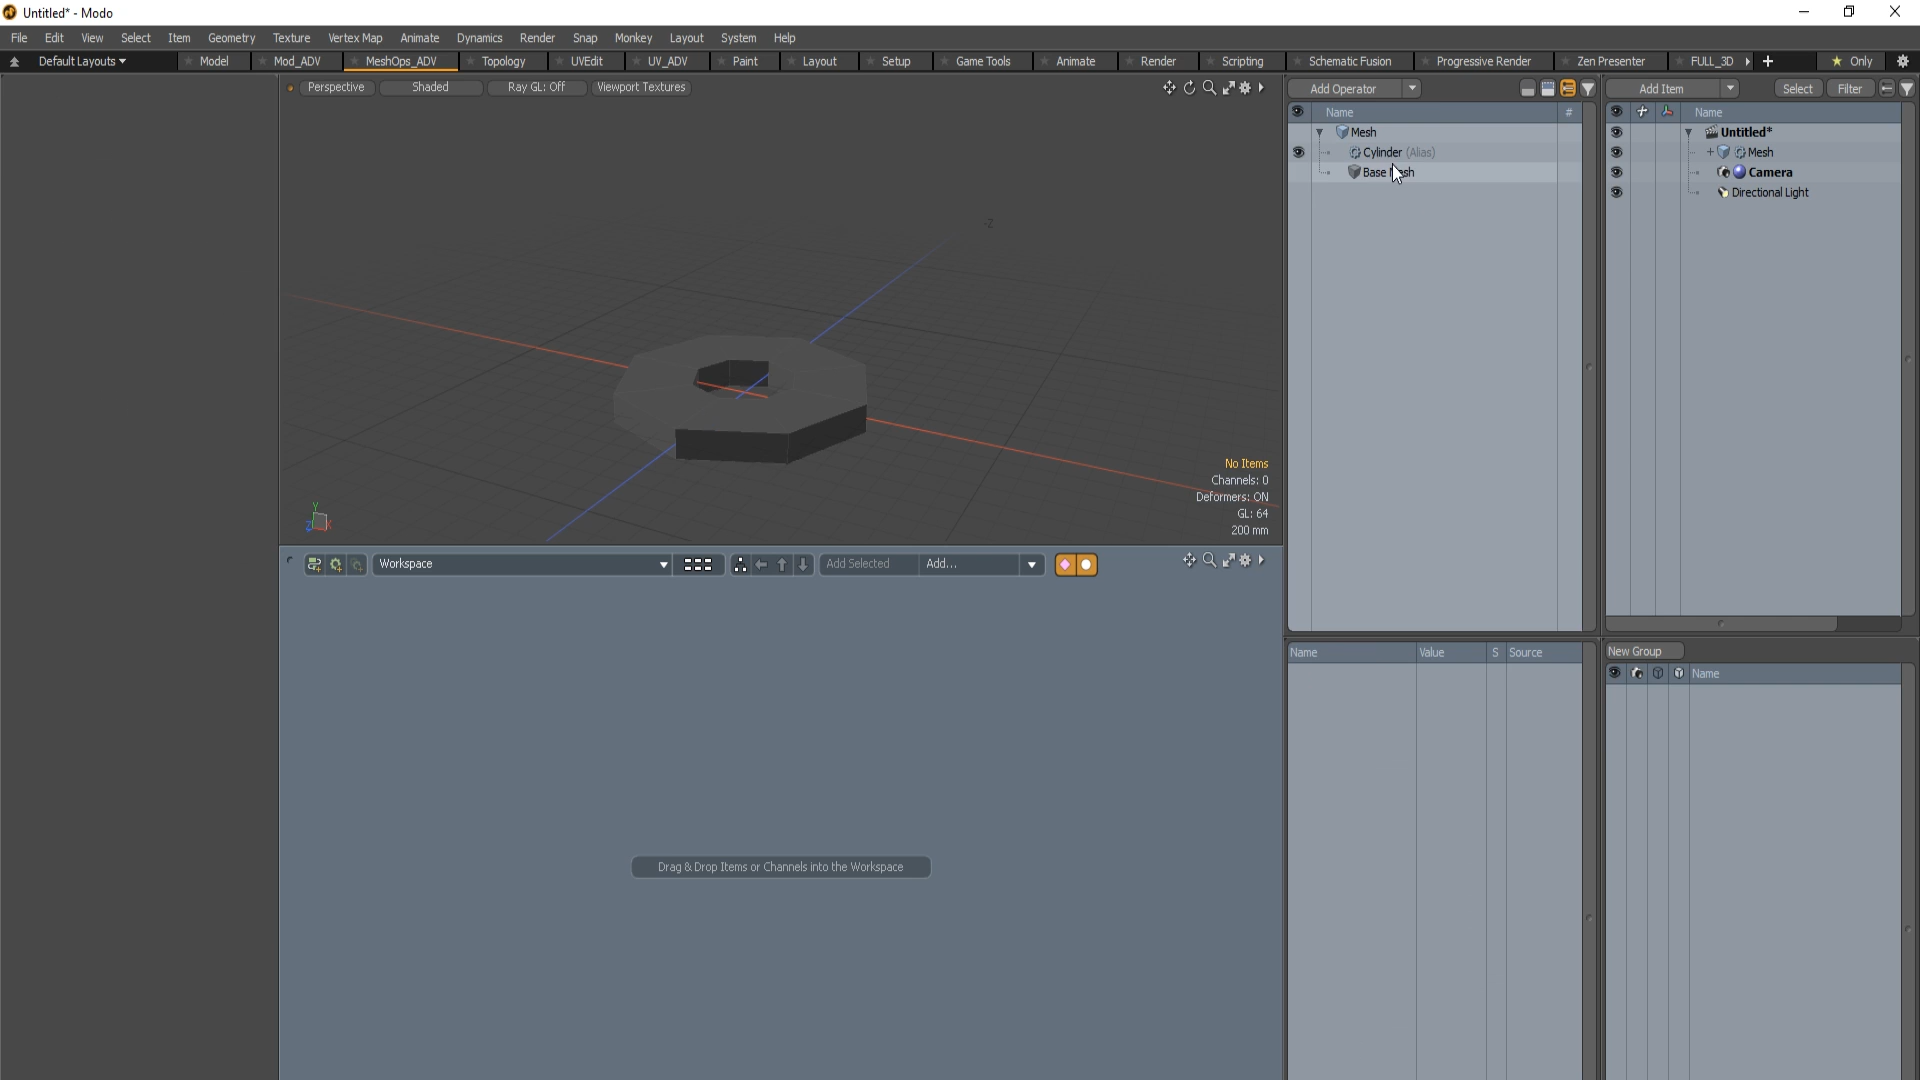 Untitled* - Modo
File Edit View Select Item Geometry Texture Vertex Map Animate Dynamics Render Snap Monkey Layout System Help
Default Layouts Model Mod_ADV MeshOps_ADV Topology UVEdit UV_ADV Paint Layout Setup Game Tools Animate Render Scripting Schematic Fusion Progressive Render Zen Presenter FULL_3D + Only
Perspective Shaded Ray GL: Off Viewport Textures
Add Operator
Name #
Mesh
Cylinder (Alias)
Base
Add Item Select Filter
Name
Untitled*
Mesh
Camera
Directional Light
-Z
No Items
Channels: 0
Deformers: ON
GL: 64
200 mm
Y
Z X
Workspace Add Selected Add...
Drag & Drop Items or Channels into the Workspace
Name Value S Source
New Group
Name